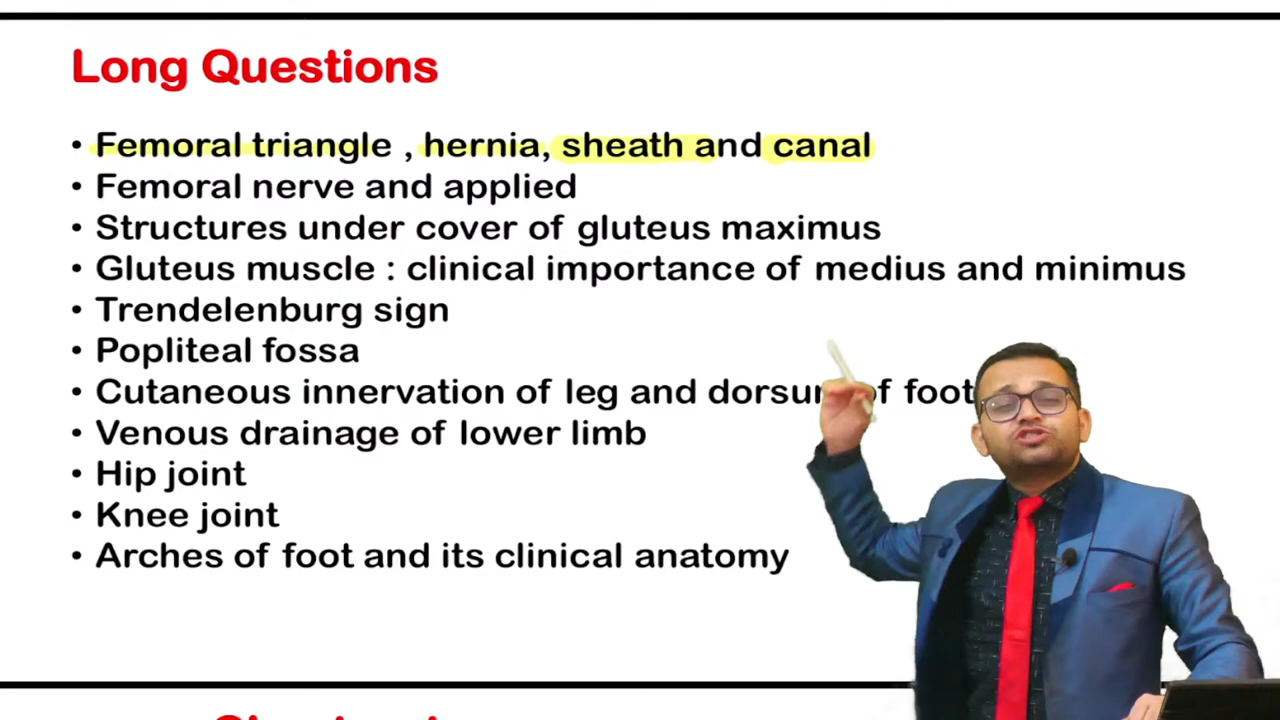 Long Questions
• Femoral triangle , hernia, sheath and canal
• Femoral nerve and applied
• Structures under cover of gluteus maximus
• Gluteus muscle : clinical importance of medius and minimus
• Trendelenburg sign
• Popliteal fossa
• Cutaneous innervation of leg and dorsum of foot
• Venous drainage of lower limb
• Hip joint
• Knee joint
• Arches of foot and its clinical anatomy